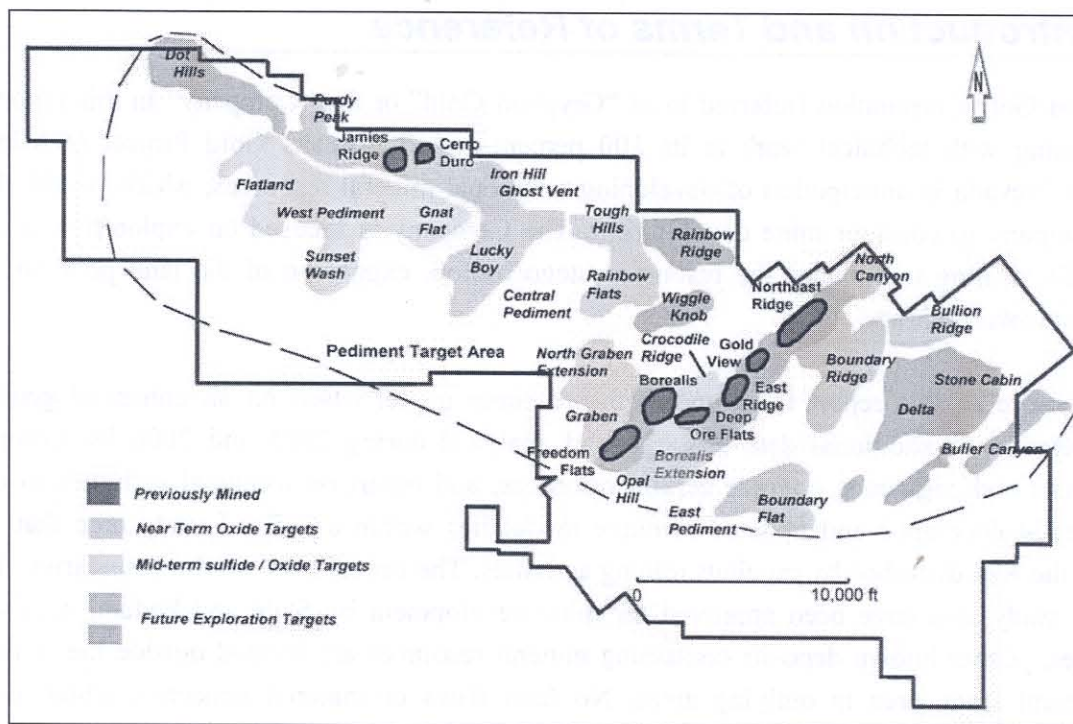 Dot
Hills
Purdy
Peak
N
Jamies
Ridge
Cerro
Duro
Iron Hill
Ghost Vent
Flatland
West Pediment
Gnat
Flat
Tough
Hills
Rainbow
Ridge
Sunset
Wash
Lucky
Boy
North
Canyon
Northeast
Ridge
Rainbow
Flats
Central
Pediment
Wiggle
Knob
Bullion
Ridge
Crocodile
Ridge
Gold
View
Pediment Target Area
North Graben
Extension
Boundary
Ridge
Stone Cabin
Borealis
East
Ridge
Delta
Graben
Deep
Ore Flats
Freedom
Flats
Borealis
Extension
Buller Canyon
Opal
Hill
East
Pediment
Boundary
Flat
Previously Mined
Near Term Oxide Targets
Mid-term sulfide / Oxide Targets
Future Exploration Targets
0 10,000 ft